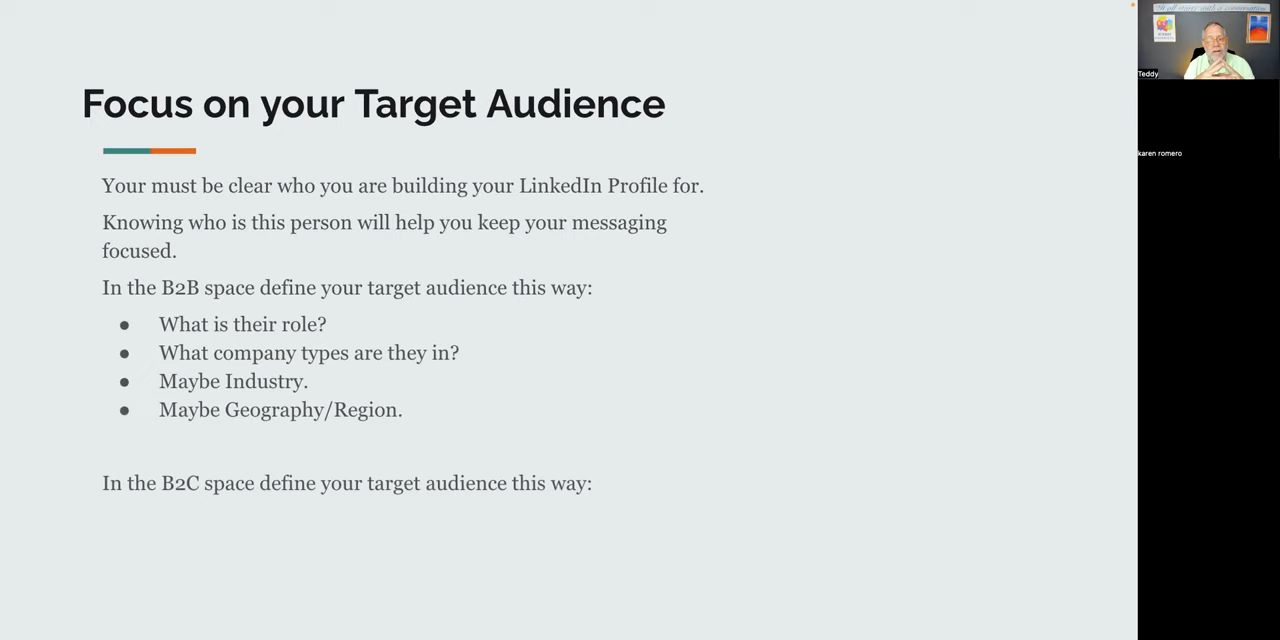 Focus on your Target Audience
Your must be clear who you are building your LinkedIn Profile for.
Knowing who is this person will help you keep your messaging
focused.
In the B2B space define your target audience this way:
● What is their role?
● What company types are they in?
● Maybe Industry.
● Maybe Geography/Region.
In the B2C space define your target audience this way:
Teddy
karen romero